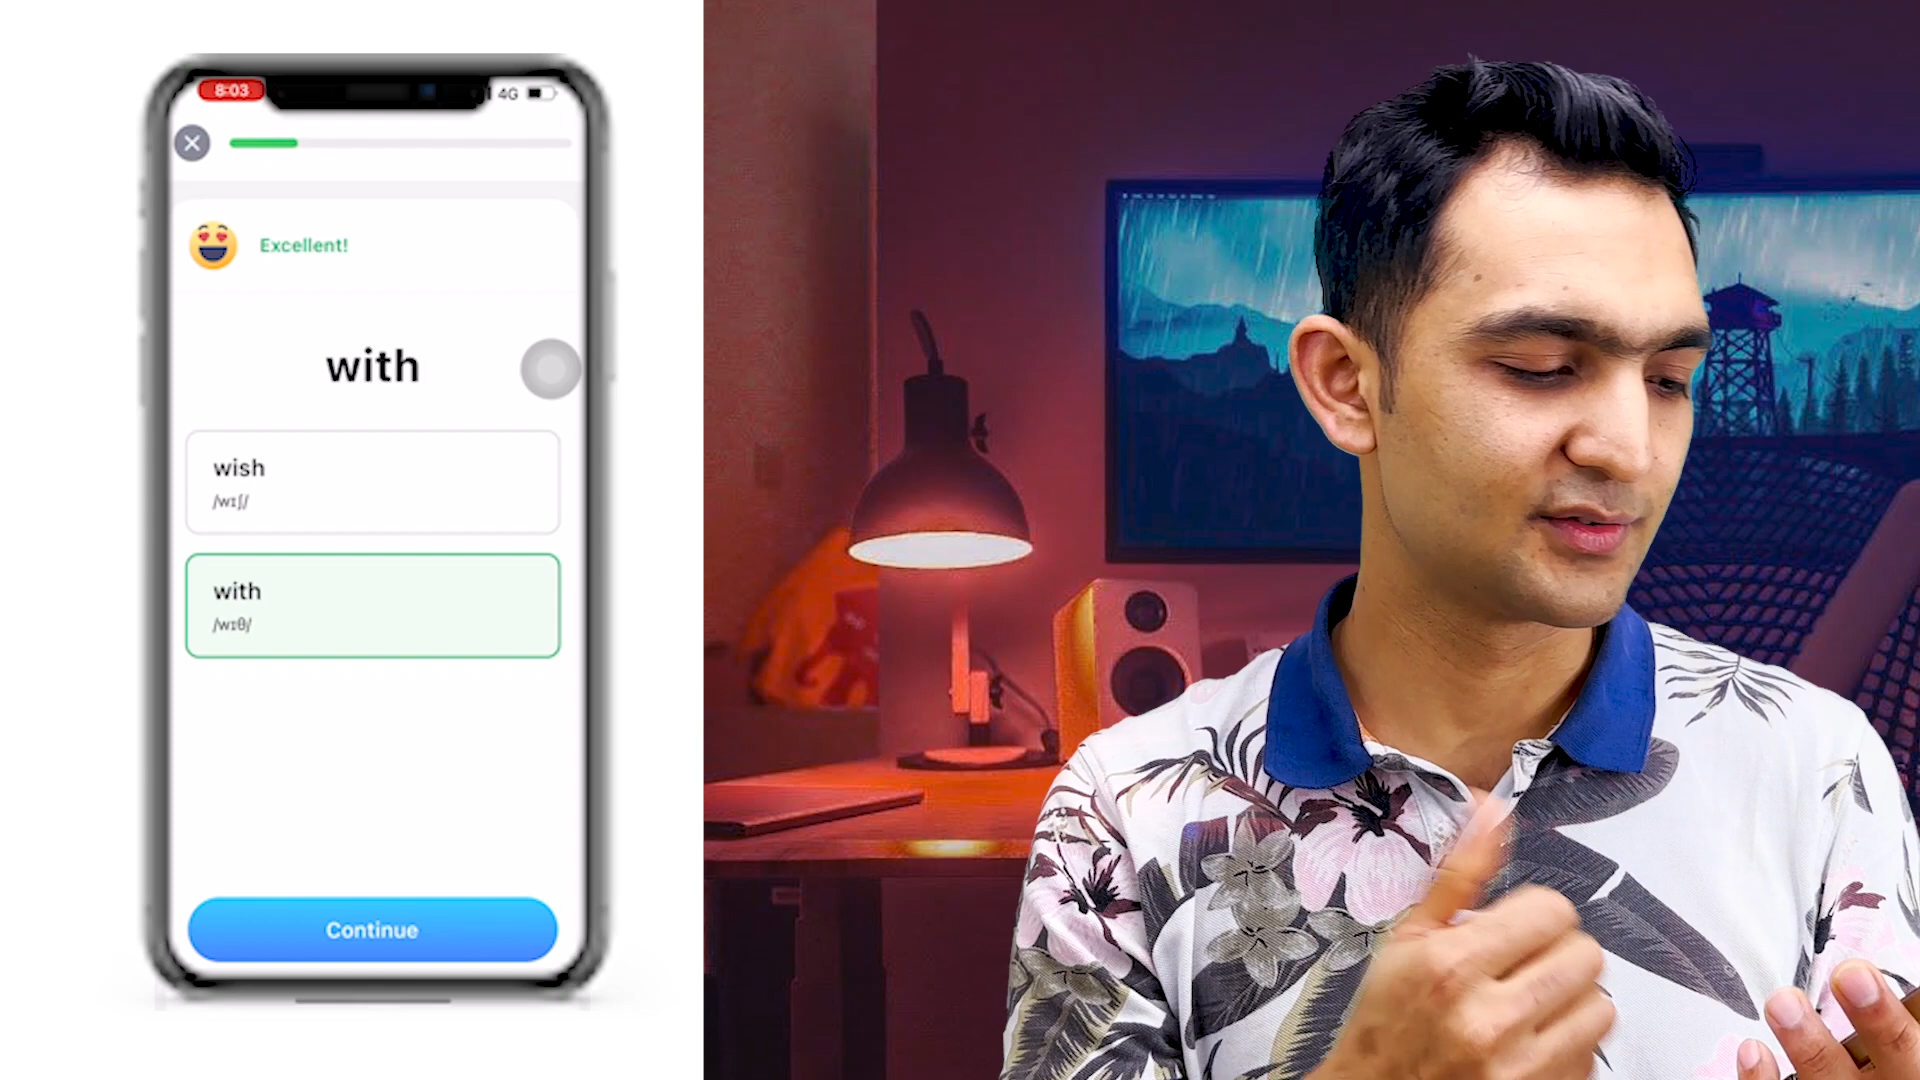 8:03
4G
Excellent!
with
wish
/wɪʃ/
with
/wɪθ/
Continue